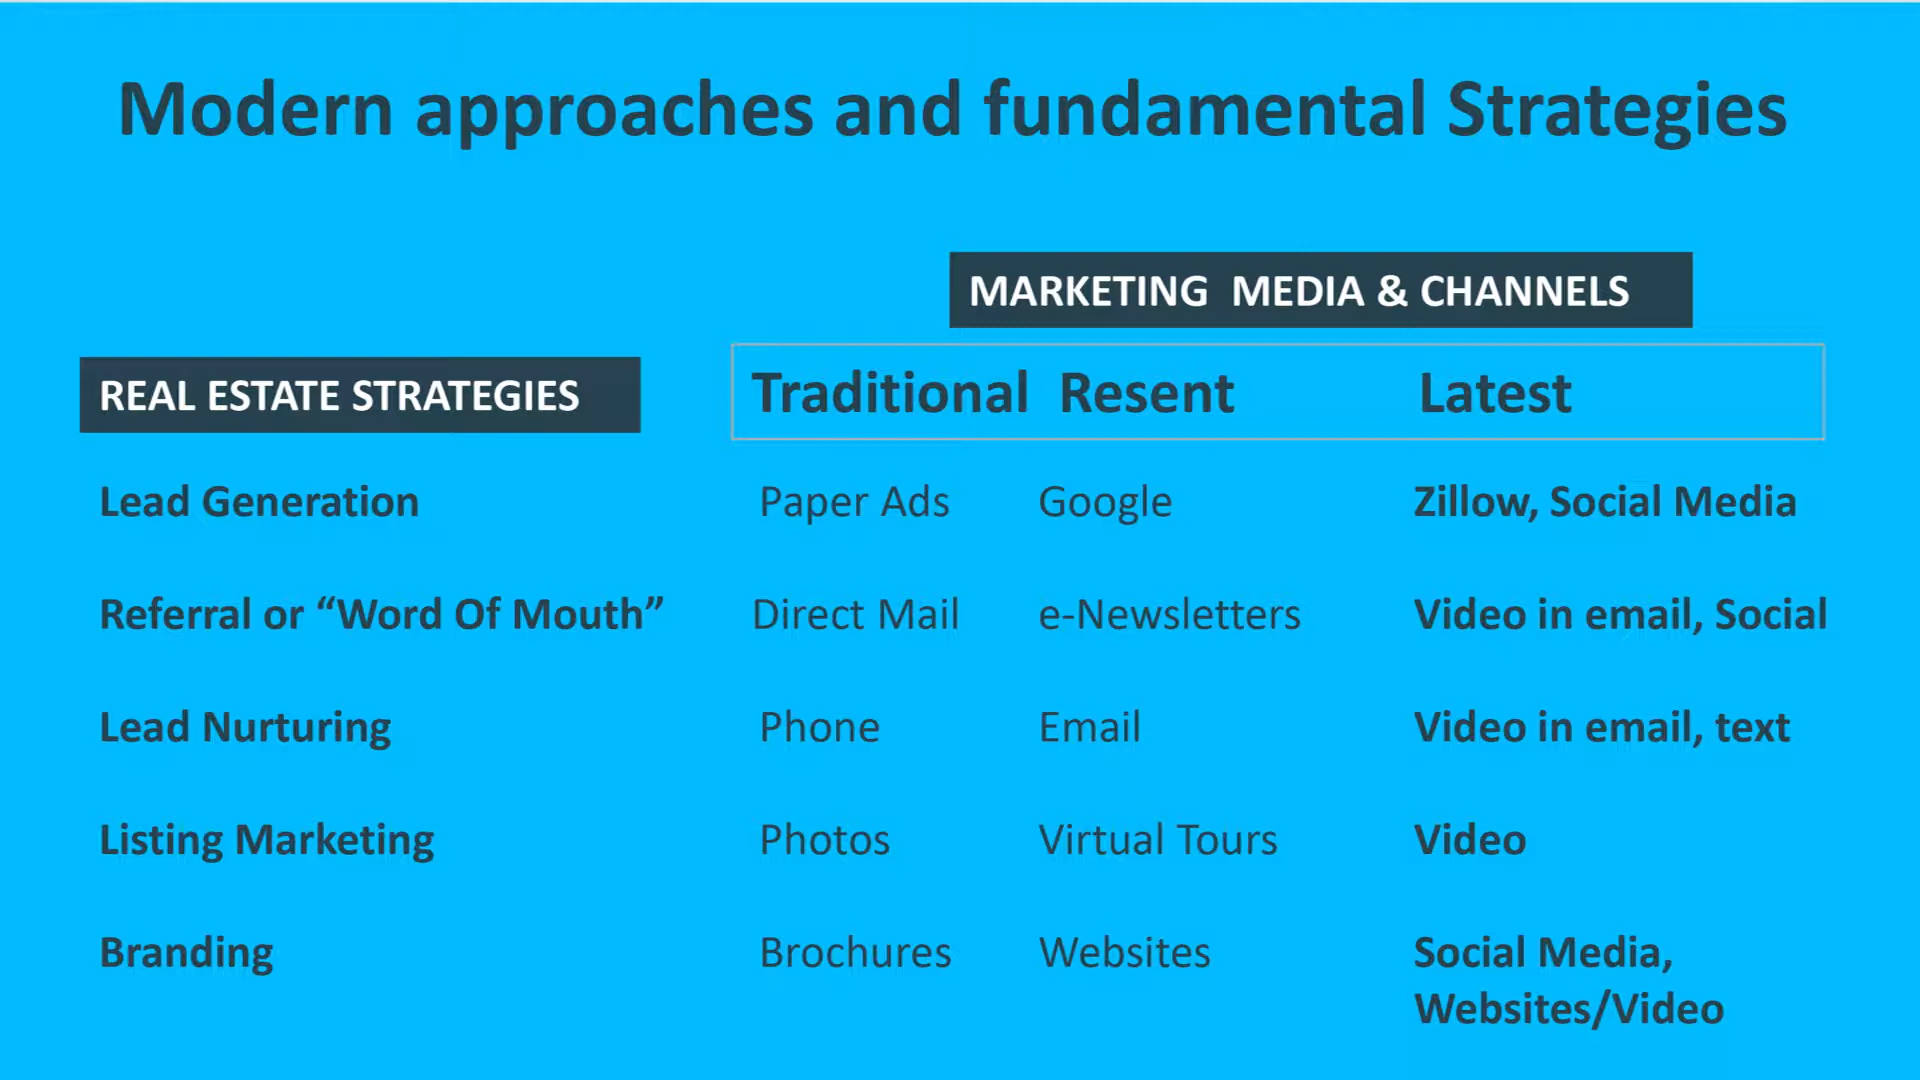 Modern approaches and fundamental Strategies
MARKETING  MEDIA & CHANNELS
REAL ESTATE STRATEGIES
Traditional Resent Latest
Lead Generation Paper Ads Google Zillow, Social Media
Referral or “Word Of Mouth” Direct Mail e-Newsletters Video in email, Social
Lead Nurturing Phone Email Video in email, text
Listing Marketing Photos Virtual Tours Video
Branding Brochures Websites Social Media,
Websites/Video